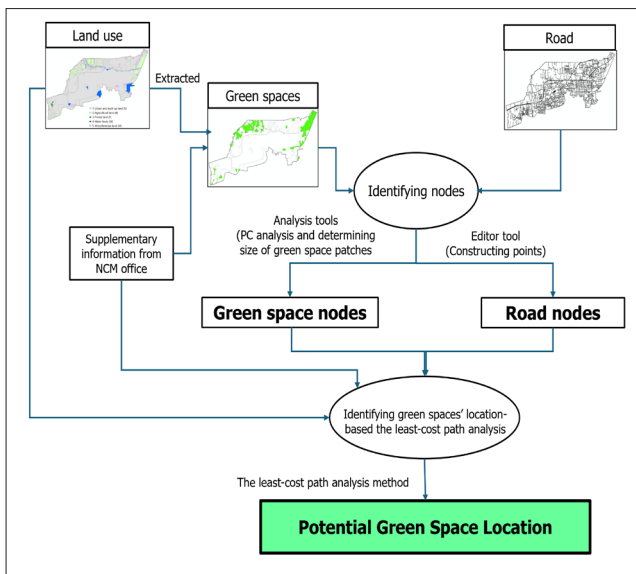 Land use
Road
Extracted
Green spaces
Identifying nodes
Analysis tools
(PC analysis and determining
size of green space patches
Editor tool
(Constructing points)
Supplementary
information from
NCM office
Green space nodes
Road nodes
Identifying green spaces' location-
based the least-cost path analysis
The least-cost path analysis method
Potential Green Space Location